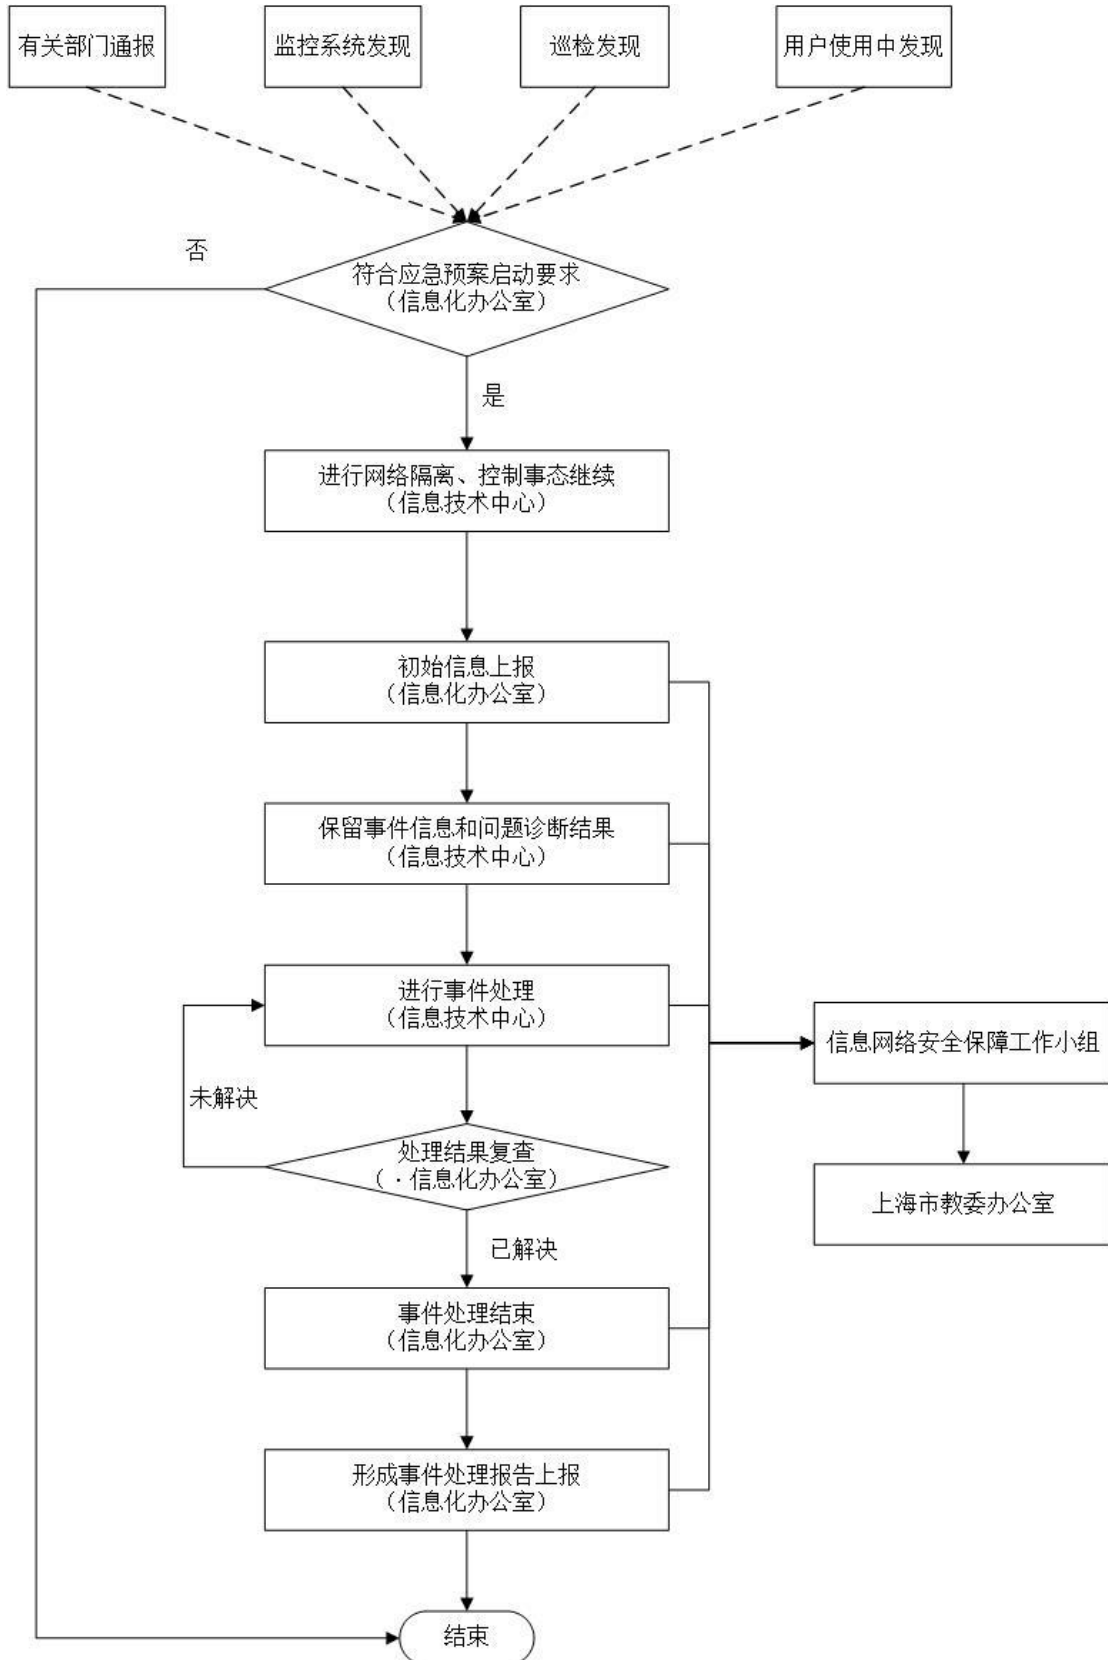 有关部门通报
监控系统发现
巡检发现
用户使用中发现
否
符合应急预案启动要求
（信息化办公室）
是
进行网络隔离、控制事态继续
（信息技术中心）
初始信息上报
（信息化办公室）
保留事件信息和问题诊断结果
（信息技术中心）
进行事件处理
（信息技术中心）
信息网络安全保障工作小组
未解决
处理结果复查
（·信息化办公室）
上海市教委办公室
已解决
事件处理结束
（信息化办公室）
形成事件处理报告上报
（信息化办公室）
结束